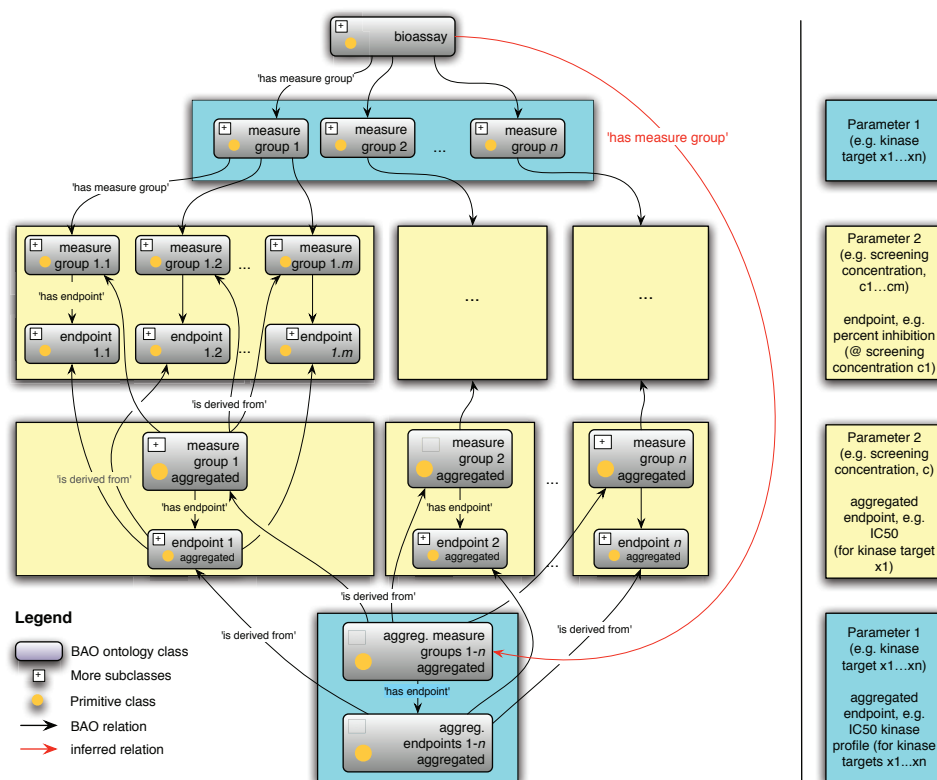 bioassay
'has measure group'
measure
group 1
measure
group 2
...
measure
group n
'has measure group'
Parameter 1
(e.g. kinase
target x1...xn)
'has measure group'
measure
group 1.1
measure
group 1.2
...
measure
group 1.m
'has endpoint'
endpoint
1.1
endpoint
1.2
...
endpoint
1.m
...
...
Parameter 2
(e.g. screening
concentration,
c1...cm)
endpoint, e.g.
percent inhibition
(@ screening
concentration c1)
'is derived from'
measure
group 1
aggregated
'is derived from'
'has endpoint'
endpoint 1
aggregated
measure
group 2
aggregated
'has endpoint'
endpoint 2
aggregated
...
...
measure
group n
aggregated
endpoint n
aggregated
Parameter 2
(e.g. screening
concentration, c)
aggregated
endpoint, e.g.
IC50
(for kinase target
x1)
'is derived from'
'is derived from'
'is derived from'
aggreg. measure
groups 1-n
aggregated
'has endpoint'
aggreg.
endpoints 1-n
aggregated
Parameter 1
(e.g. kinase
target x1...xn)
aggregated
endpoint, e.g.
IC50 kinase
profile (for kinase
targets x1...xn
Legend
BAO ontology class
More subclasses
Primitive class
BAO relation
inferred relation